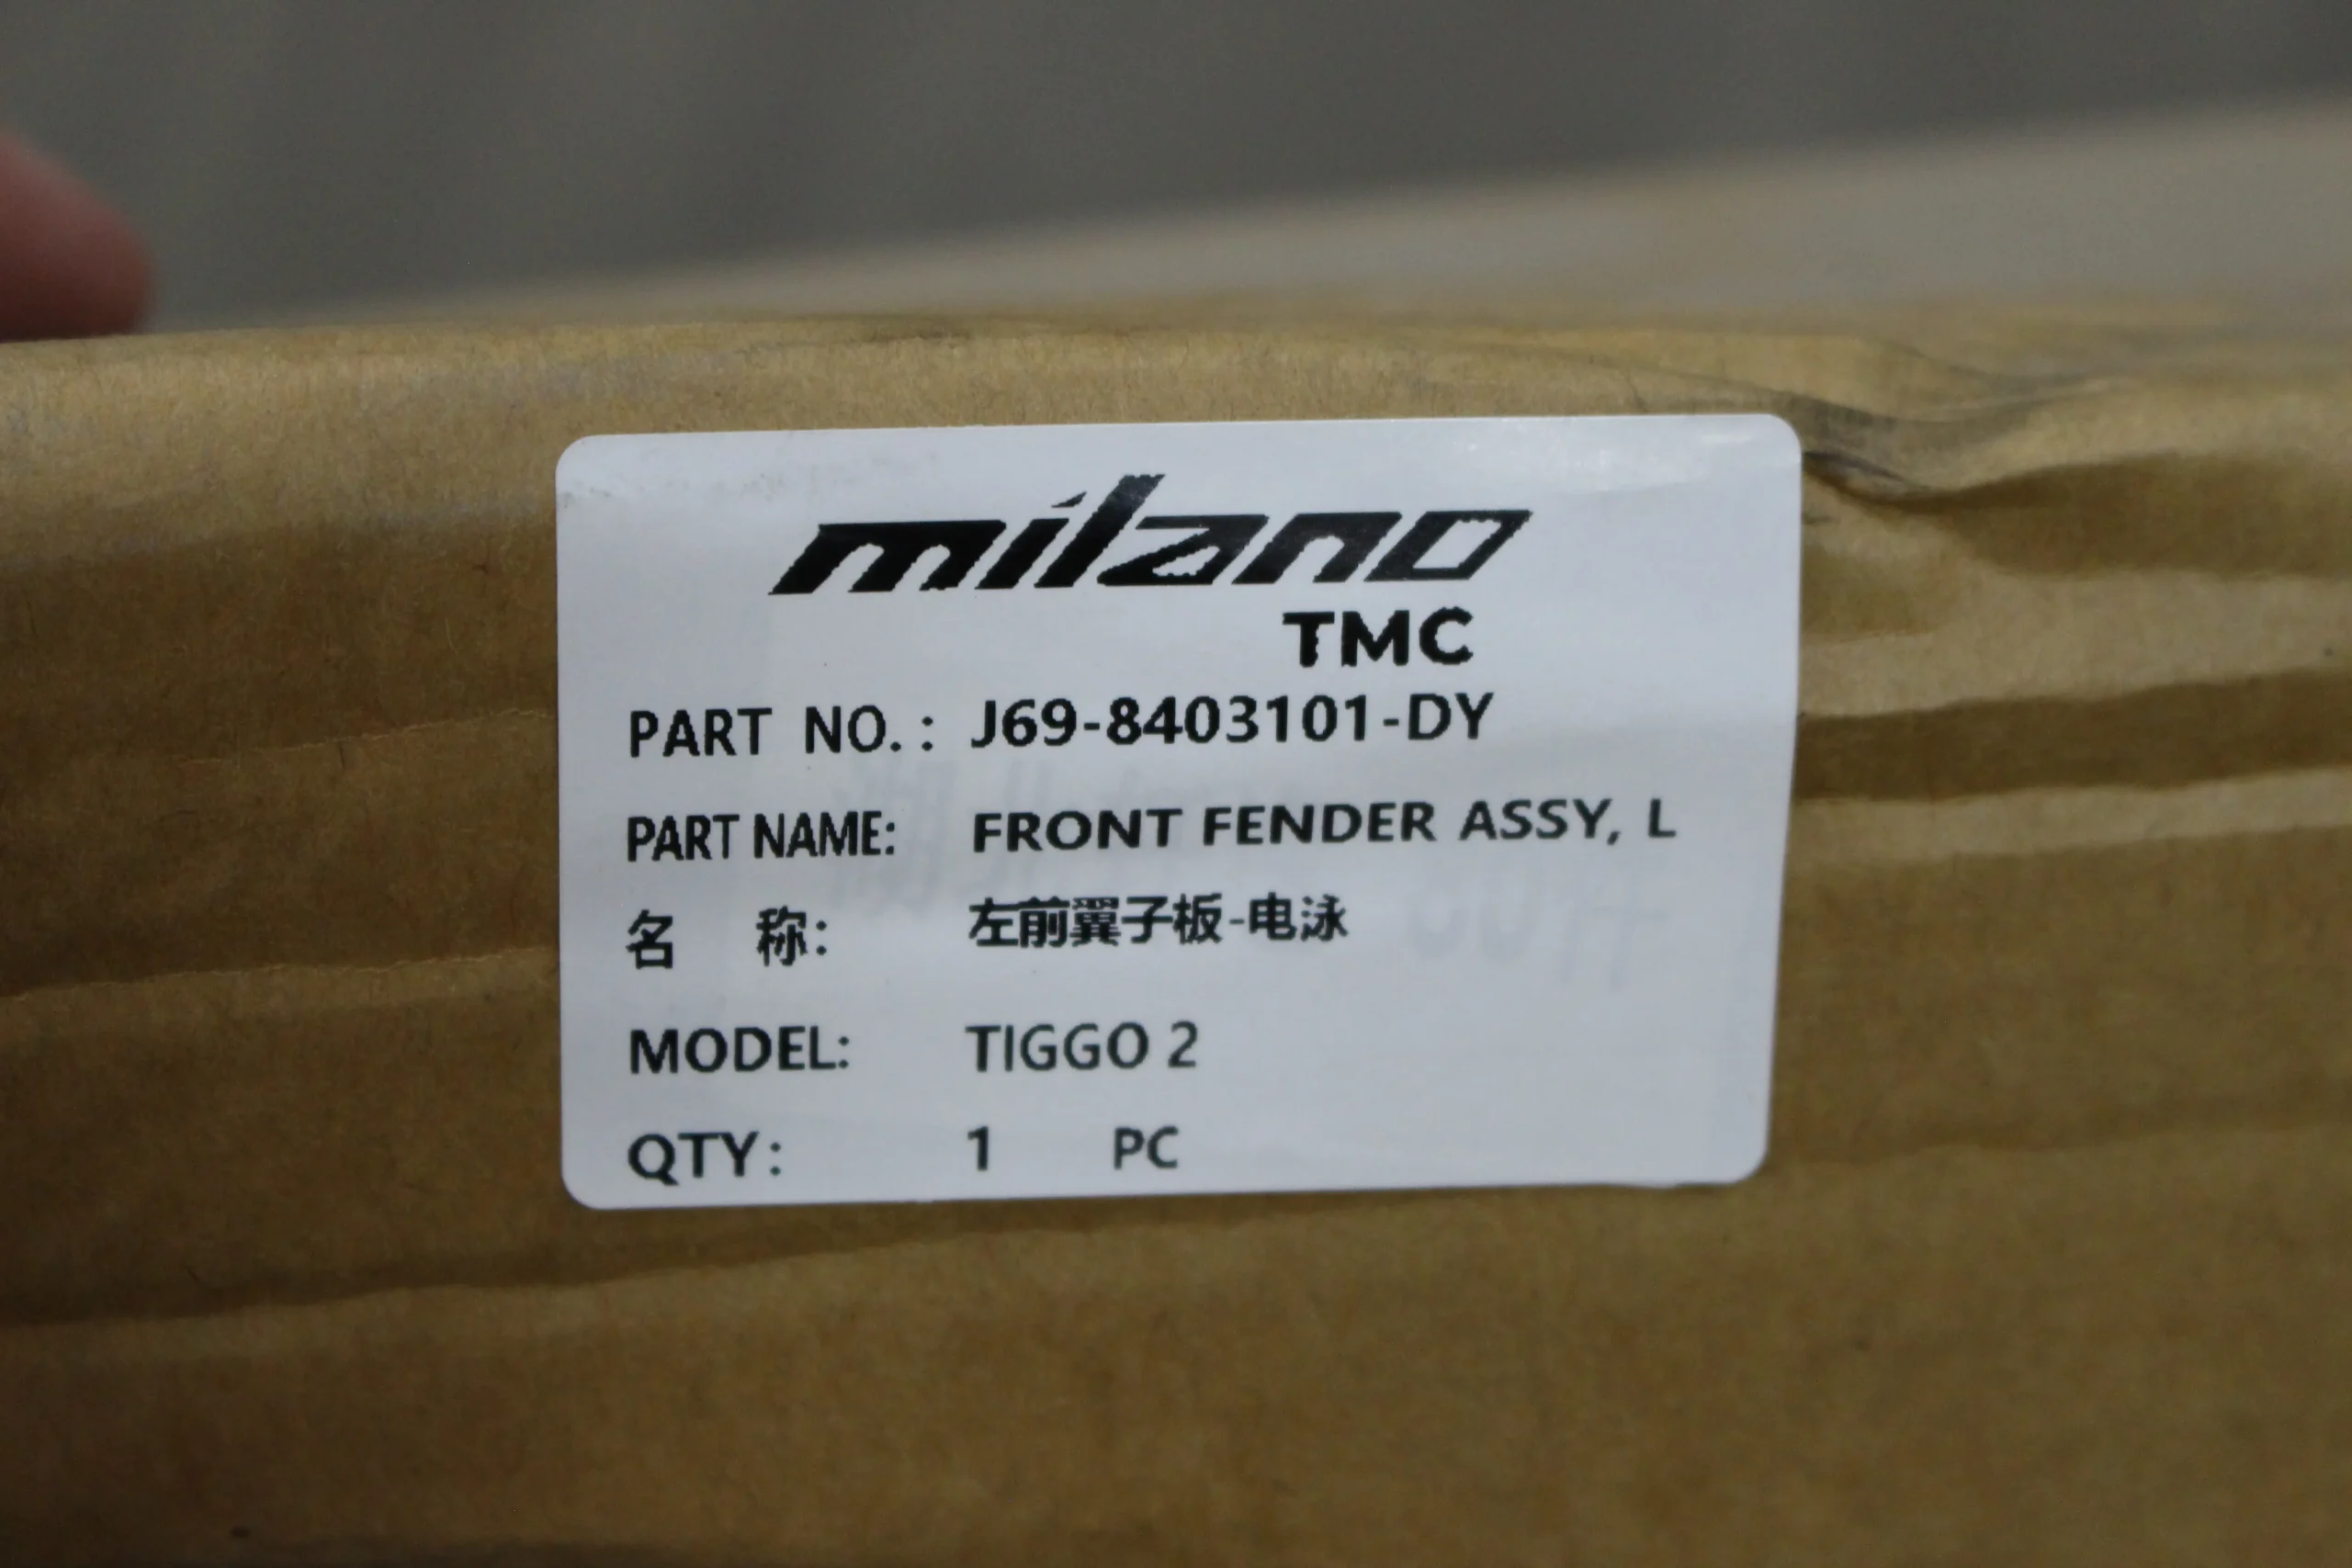 milano
TMC
PART NO.: J69-8403101-DY
PART NAME: FRONT FENDER ASSY, L
名 称: 左前翼子板-电泳
MODEL: TIGGO 2
QTY: 1 PC